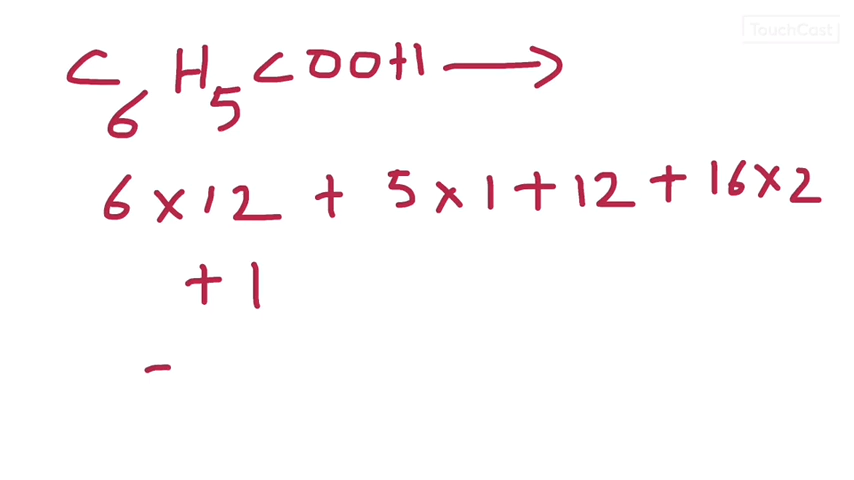 TouchCast
C6H5COOH →
6 × 12 + 5 × 1 + 12 + 16 × 2
+ 1
-